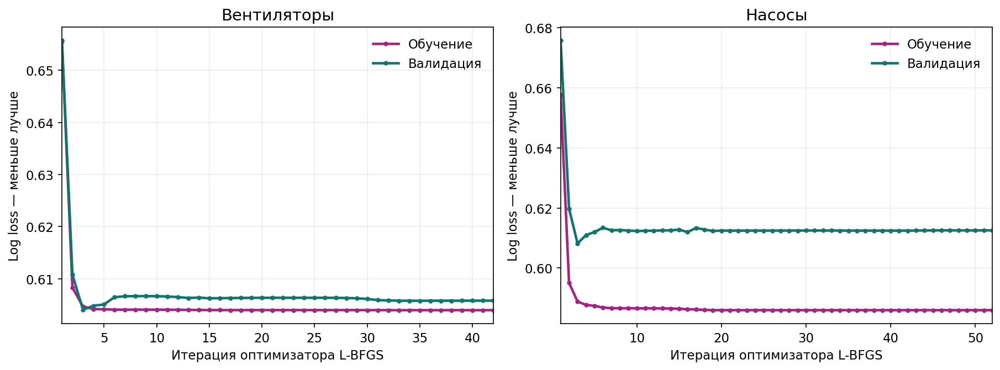 Вентиляторы
Обучение
Валидация
Log loss — меньше лучше
0.65
0.64
0.63
0.62
0.61
5 10 15 20 25 30 35 40
Итерация оптимизатора L-BFGS
Насосы
Обучение
Валидация
Log loss — меньше лучше
0.68
0.66
0.64
0.62
0.60
10 20 30 40 50
Итерация оптимизатора L-BFGS